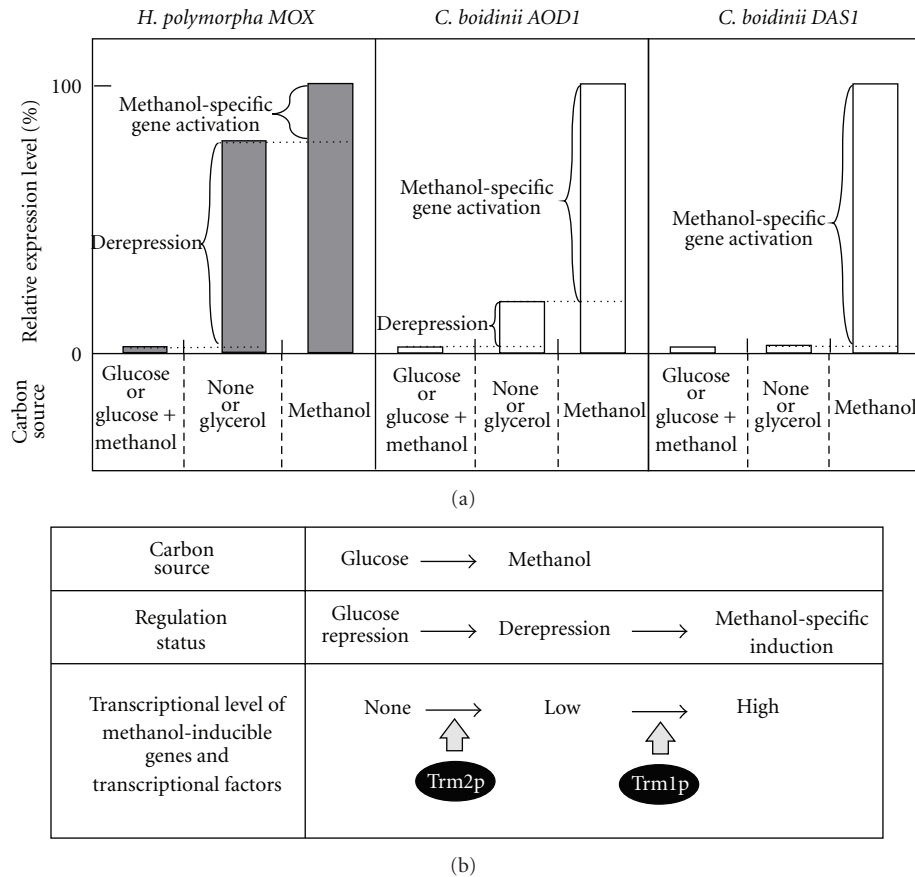 H. polymorpha MOX
C. boidinii AOD1
C. boidinii DAS1
Relative expression level (%)
100
0
Methanol-specific
gene activation
Derepression
Methanol-specific
gene activation
Derepression
Methanol-specific
gene activation
Carbon
source
Glucose
or
glucose +
methanol
None
or
glycerol
Methanol
Glucose
or
glucose +
methanol
None
or
glycerol
Methanol
Glucose
or
glucose +
methanol
None
or
glycerol
Methanol
(a)
Carbon
source
Glucose
Methanol
Regulation
status
Glucose
repression
Derepression
Methanol-specific
induction
Transcriptional level of
methanol-inducible
genes and
transcriptional factors
None
Low
High
Trm2p
Trm1p
(b)